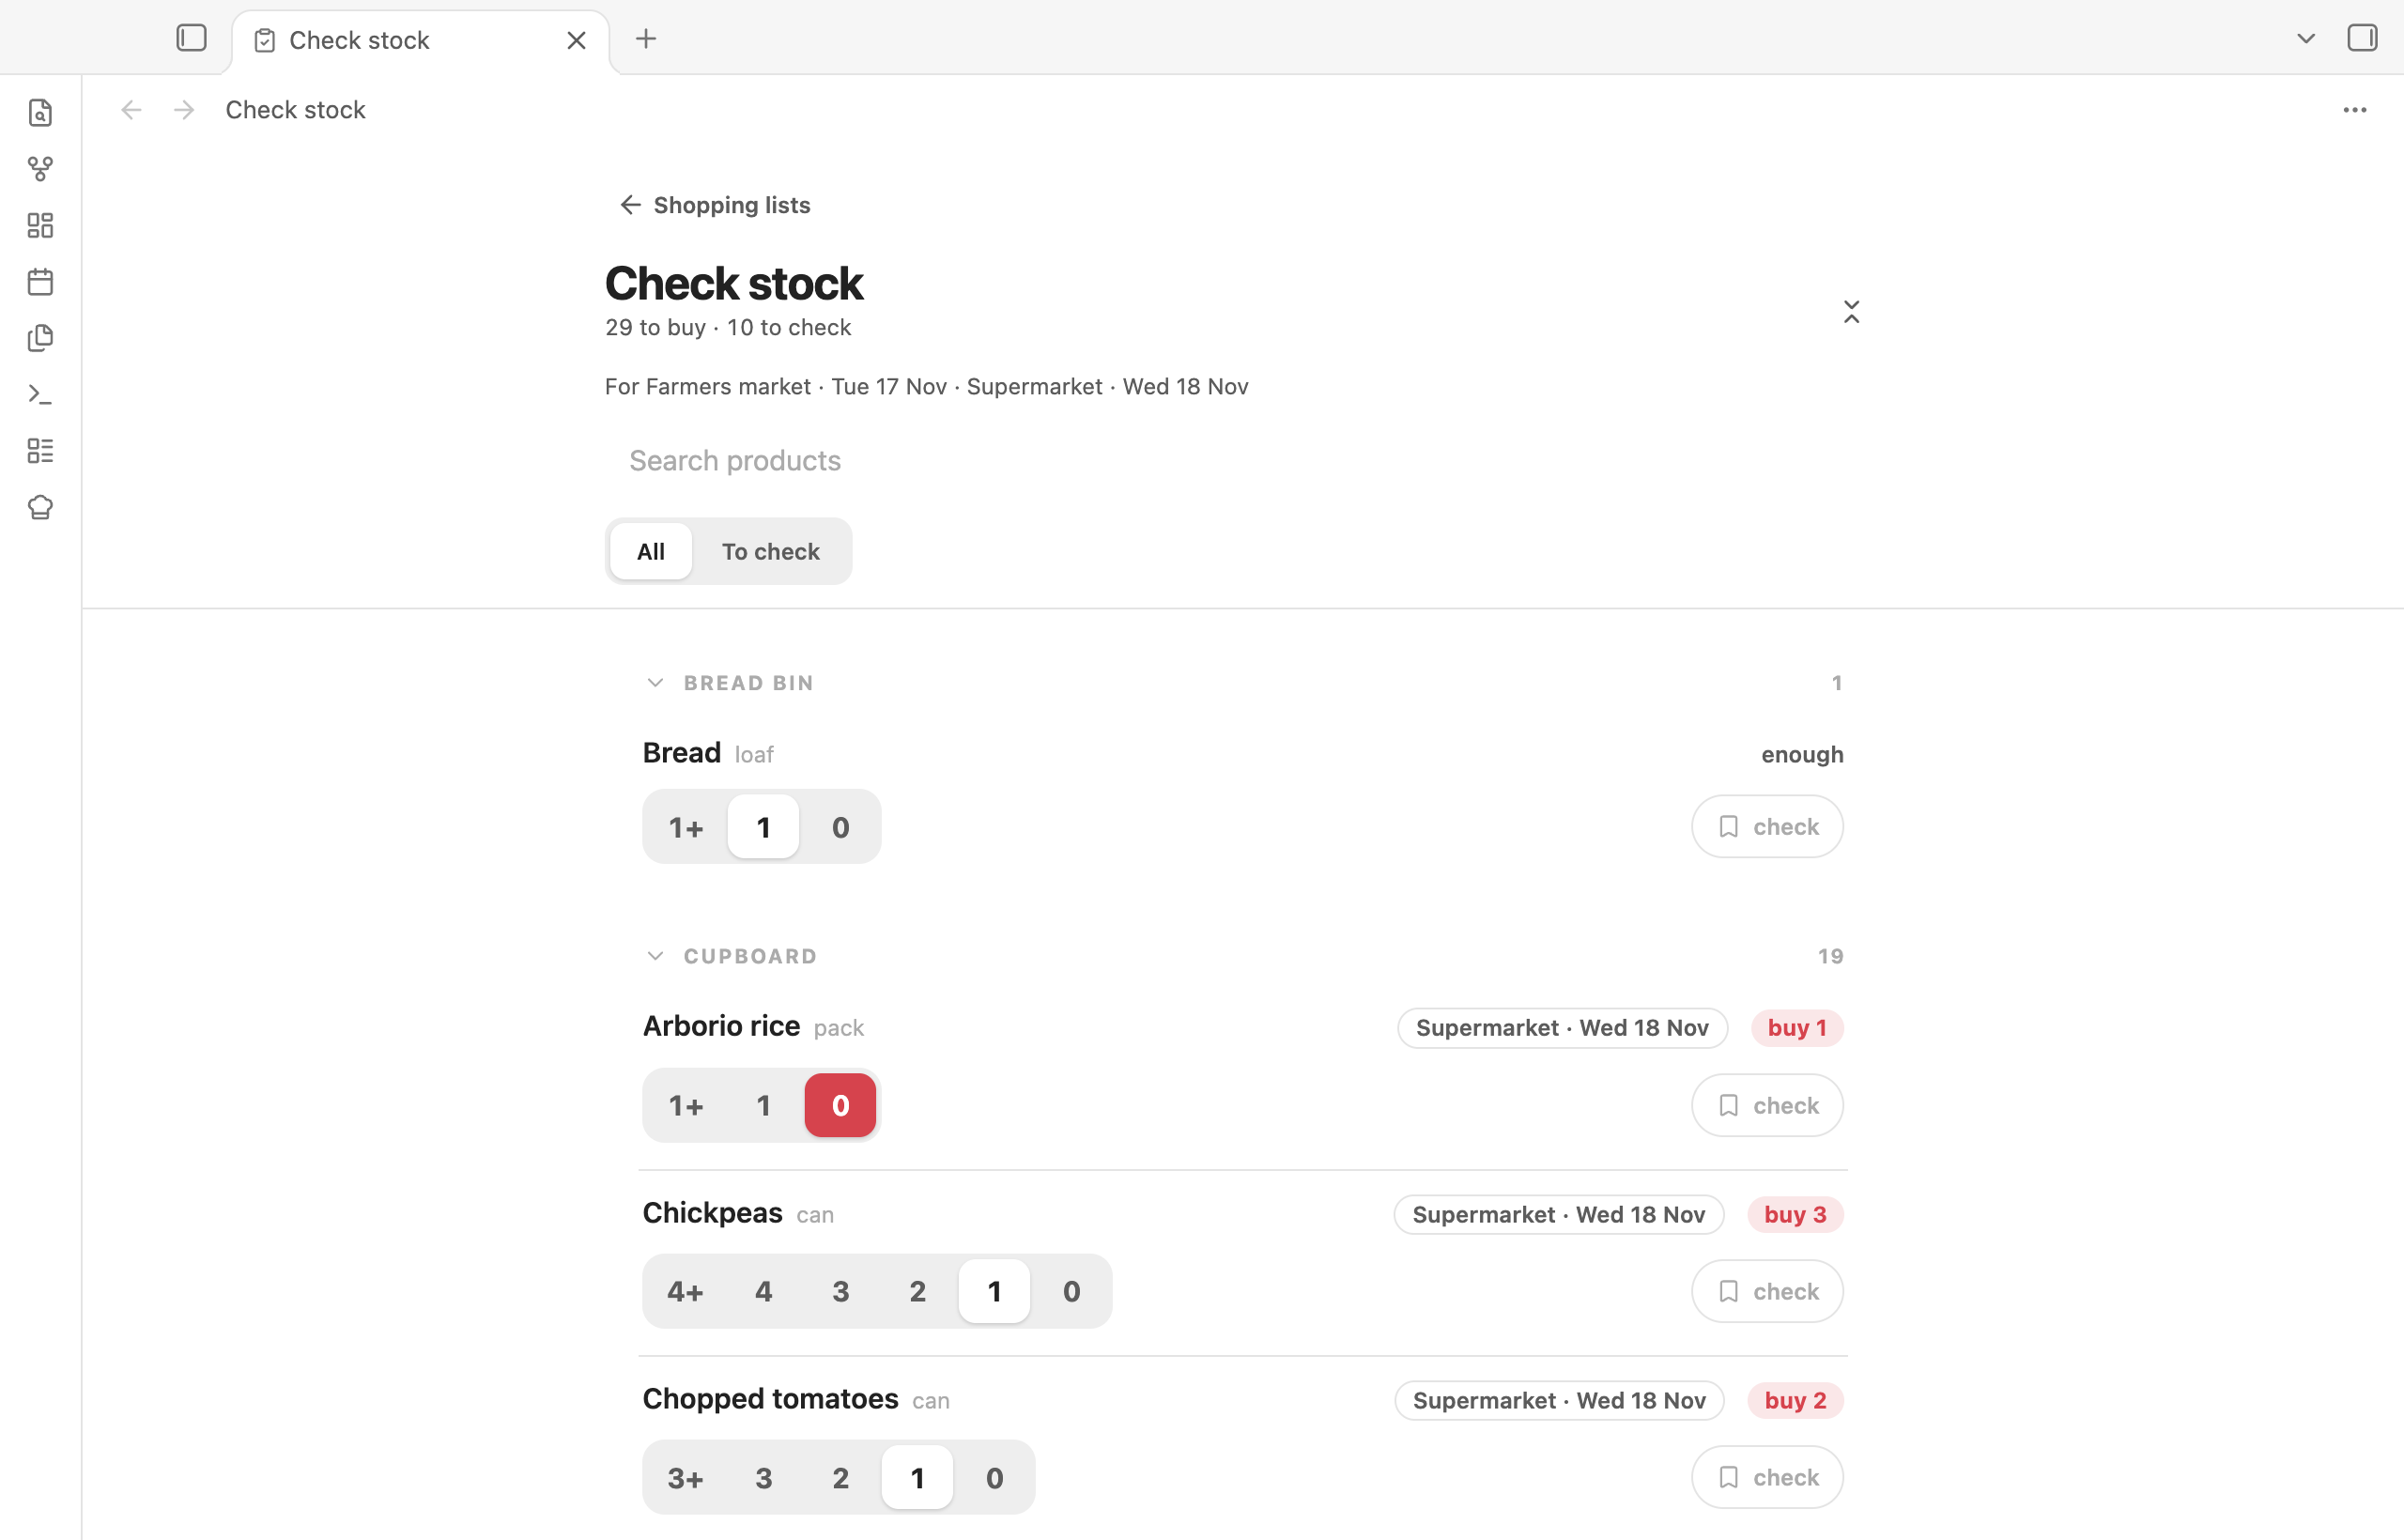 Check stock
Check stock
Shopping lists
Check stock
29 to buy · 10 to check
For Farmers market · Tue 17 Nov · Supermarket · Wed 18 Nov
Search products
All To check
BREAD BIN 1
Bread loaf enough
1+ 1 0 check
CUPBOARD 19
Arborio rice pack Supermarket · Wed 18 Nov buy 1
1+ 1 0 check
Chickpeas can Supermarket · Wed 18 Nov buy 3
4+ 4 3 2 1 0 check
Chopped tomatoes can Supermarket · Wed 18 Nov buy 2
3+ 3 2 1 0 check